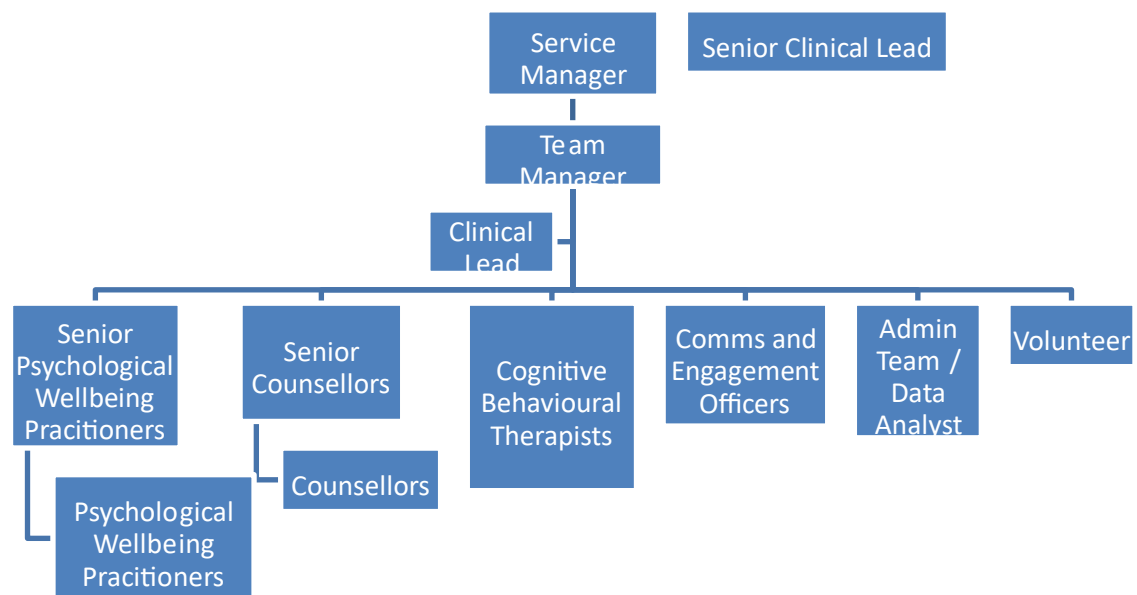 Service
Manager
Senior Clinical Lead
Team
Manager
Clinical
Lead
Senior
Psychological
Wellbeing
Pracitioners
Senior
Counsellors
Cognitive
Behavioural
Therapists
Comms and
Engagement
Officers
Admin
Team /
Data
Analyst
Volunteer
Counsellors
Psychological
Wellbeing
Pracitioners